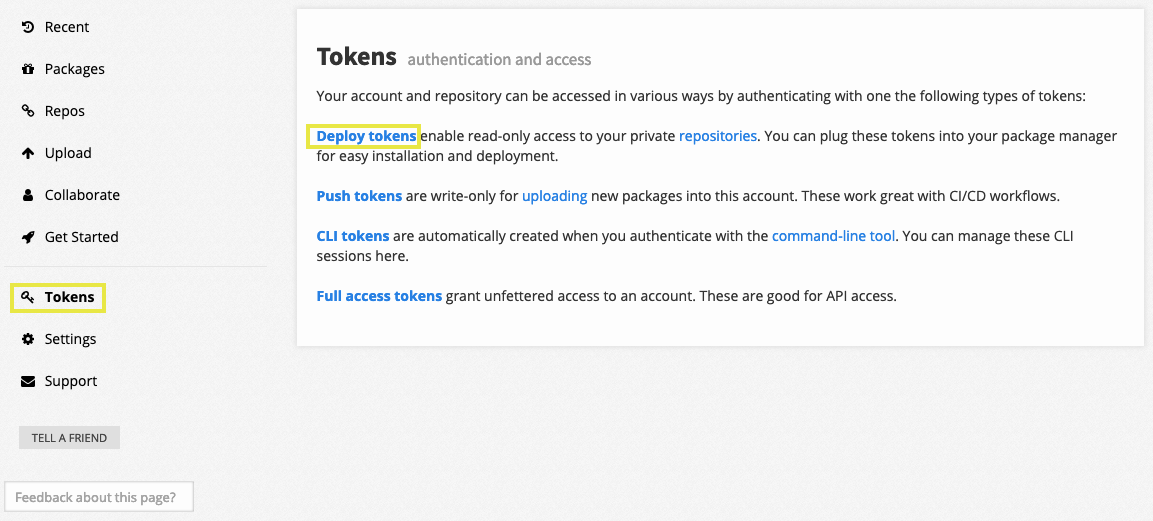 Recent
Packages
Repos
Upload
Collaborate
Get Started
Tokens
Settings
Support
TELL A FRIEND
Feedback about this page?
Tokens authentication and access
Your account and repository can be accessed in various ways by authenticating with one the following types of tokens:
Deploy tokens enable read-only access to your private repositories. You can plug these tokens into your package manager
for easy installation and deployment.
Push tokens are write-only for uploading new packages into this account. These work great with CI/CD workflows.
CLI tokens are automatically created when you authenticate with the command-line tool. You can manage these CLI
sessions here.
Full access tokens grant unfettered access to an account. These are good for API access.